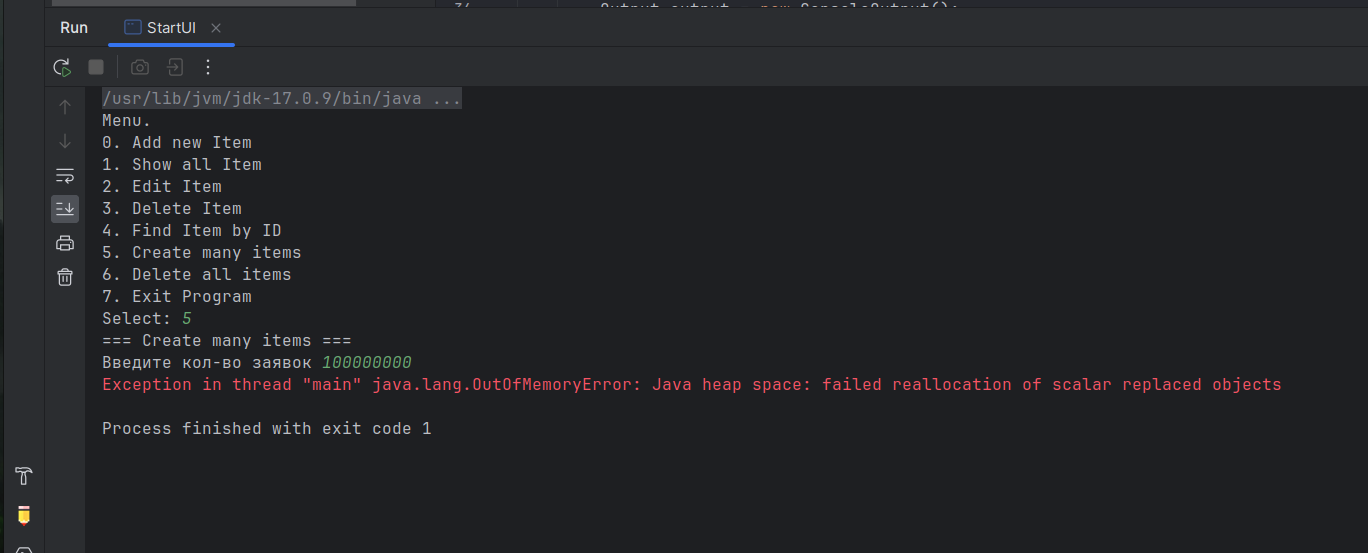 Run StartUI
/usr/lib/jvm/jdk-17.0.9/bin/java ...
Menu.
0. Add new Item
1. Show all Item
2. Edit Item
3. Delete Item
4. Find Item by ID
5. Create many items
6. Delete all items
7. Exit Program
Select: 5
=== Create many items ===
Введите кол-во заявок 100000000
Exception in thread "main" java.lang.OutOfMemoryError: Java heap space: failed reallocation of scalar replaced objects
Process finished with exit code 1